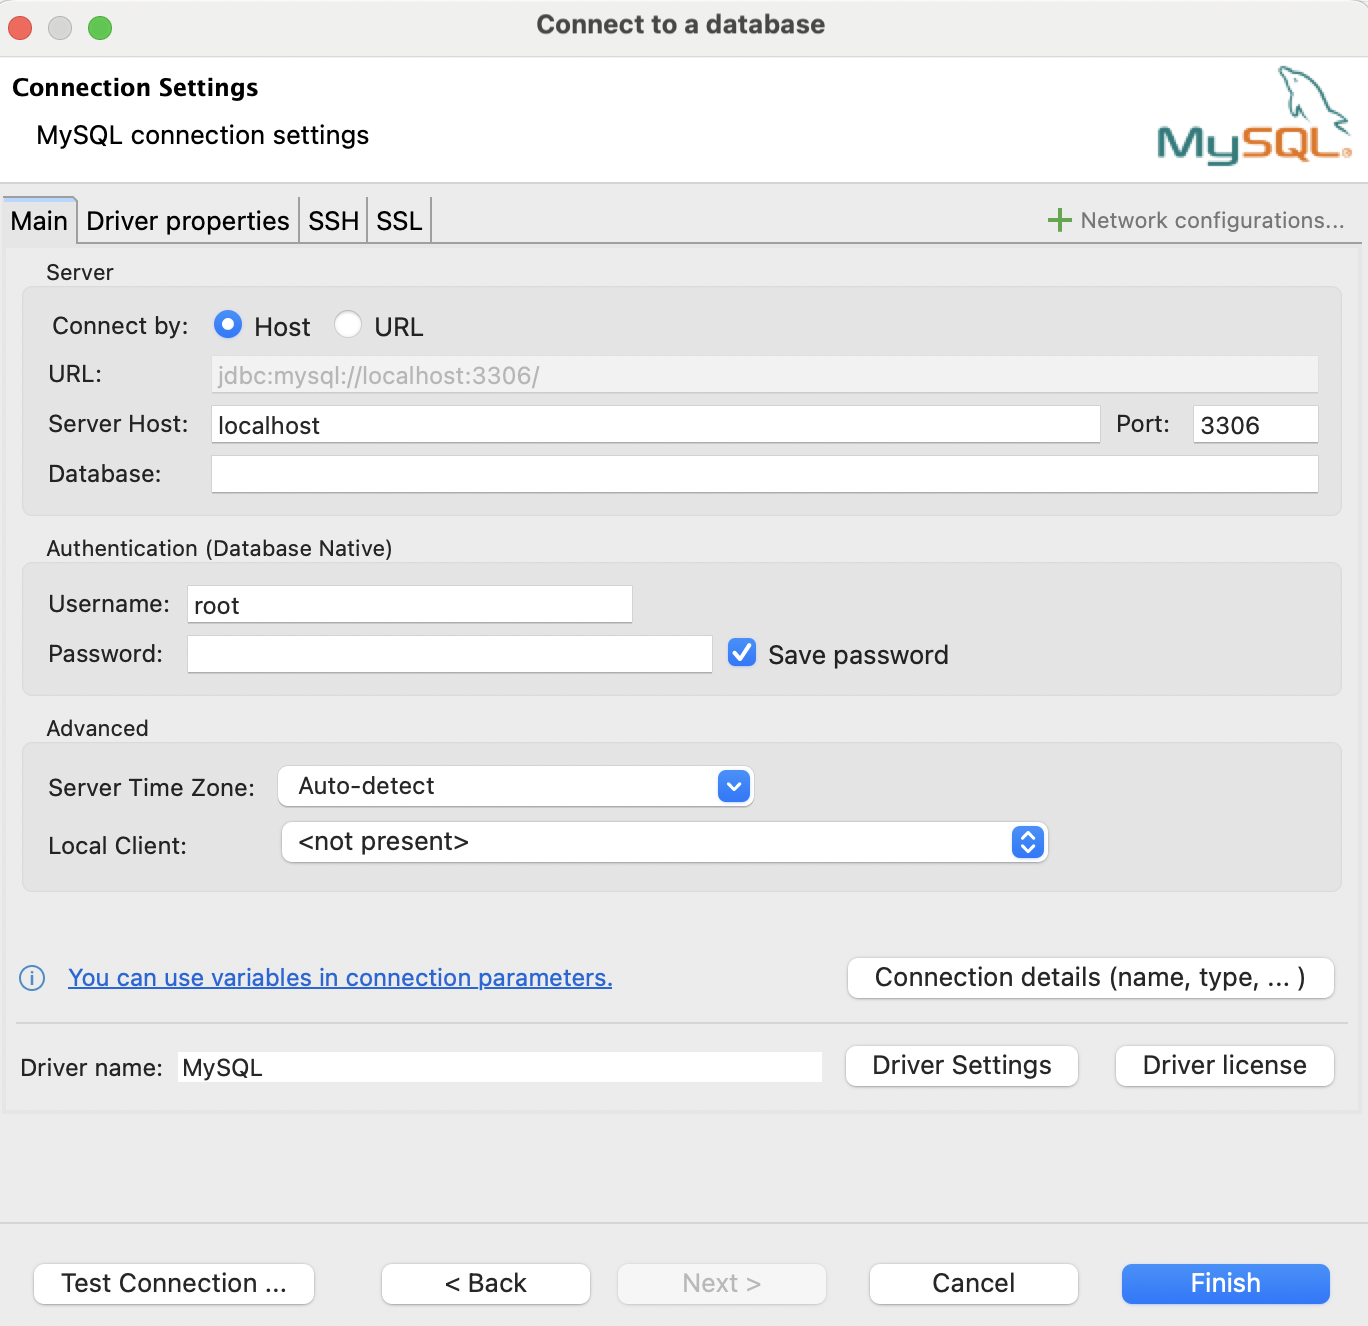 Connect to a database
Connection Settings
MySQL connection settings
MySQL®
Main Driver properties SSH SSL Network configurations...
Server
Connect by: Host URL
URL: jdbc:mysql://localhost:3306/
Server Host: localhost Port: 3306
Database:
Authentication (Database Native)
Username: root
Password: Save password
Advanced
Server Time Zone: Auto-detect
Local Client: <not present>
You can use variables in connection parameters. Connection details (name, type, ... )
Driver name: MySQL Driver Settings Driver license
Test Connection ... < Back Next > Cancel Finish